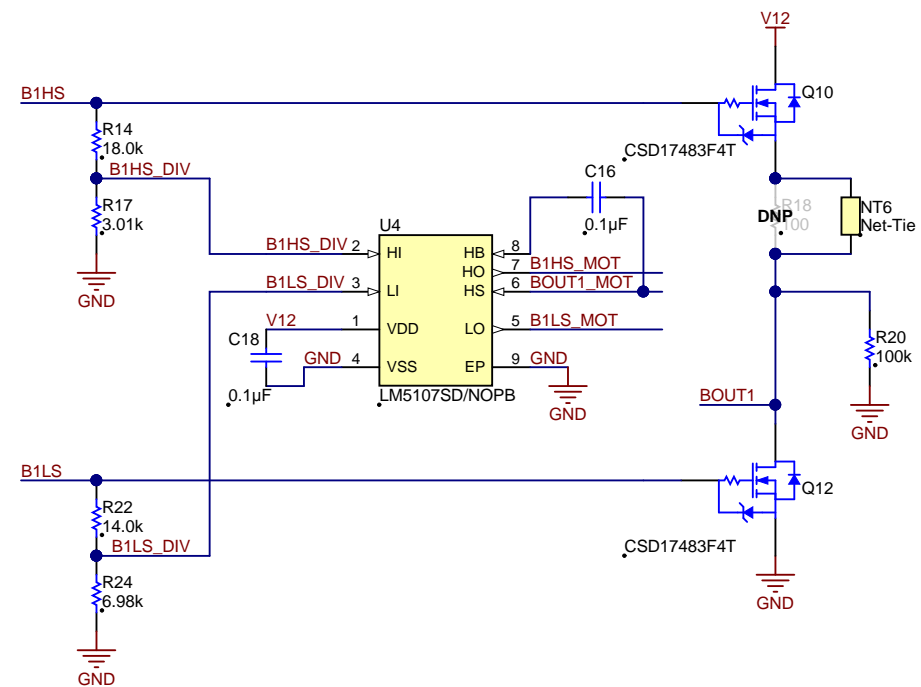 V12
B1HS
Q10
R14
18.0k
CSD17483F4T
B1HS_DIV
C16
R17
3.01k
0.1µF
DNP
R18
100
NT6
Net-Tie
U4
B1HS_DIV 2 HI
HB 8
HO 7 B1HS_MOT
GND
B1LS_DIV 3 LI
HS 6 BOUT1_MOT
V12 1 VDD
LO 5 B1LS_MOT
C18
R20
100k
GND 4 VSS
EP 9 GND
0.1µF
LM5107SD/NOPB
GND
BOUT1
GND
B1LS
Q12
R22
14.0k
CSD17483F4T
B1LS_DIV
R24
6.98k
GND
GND